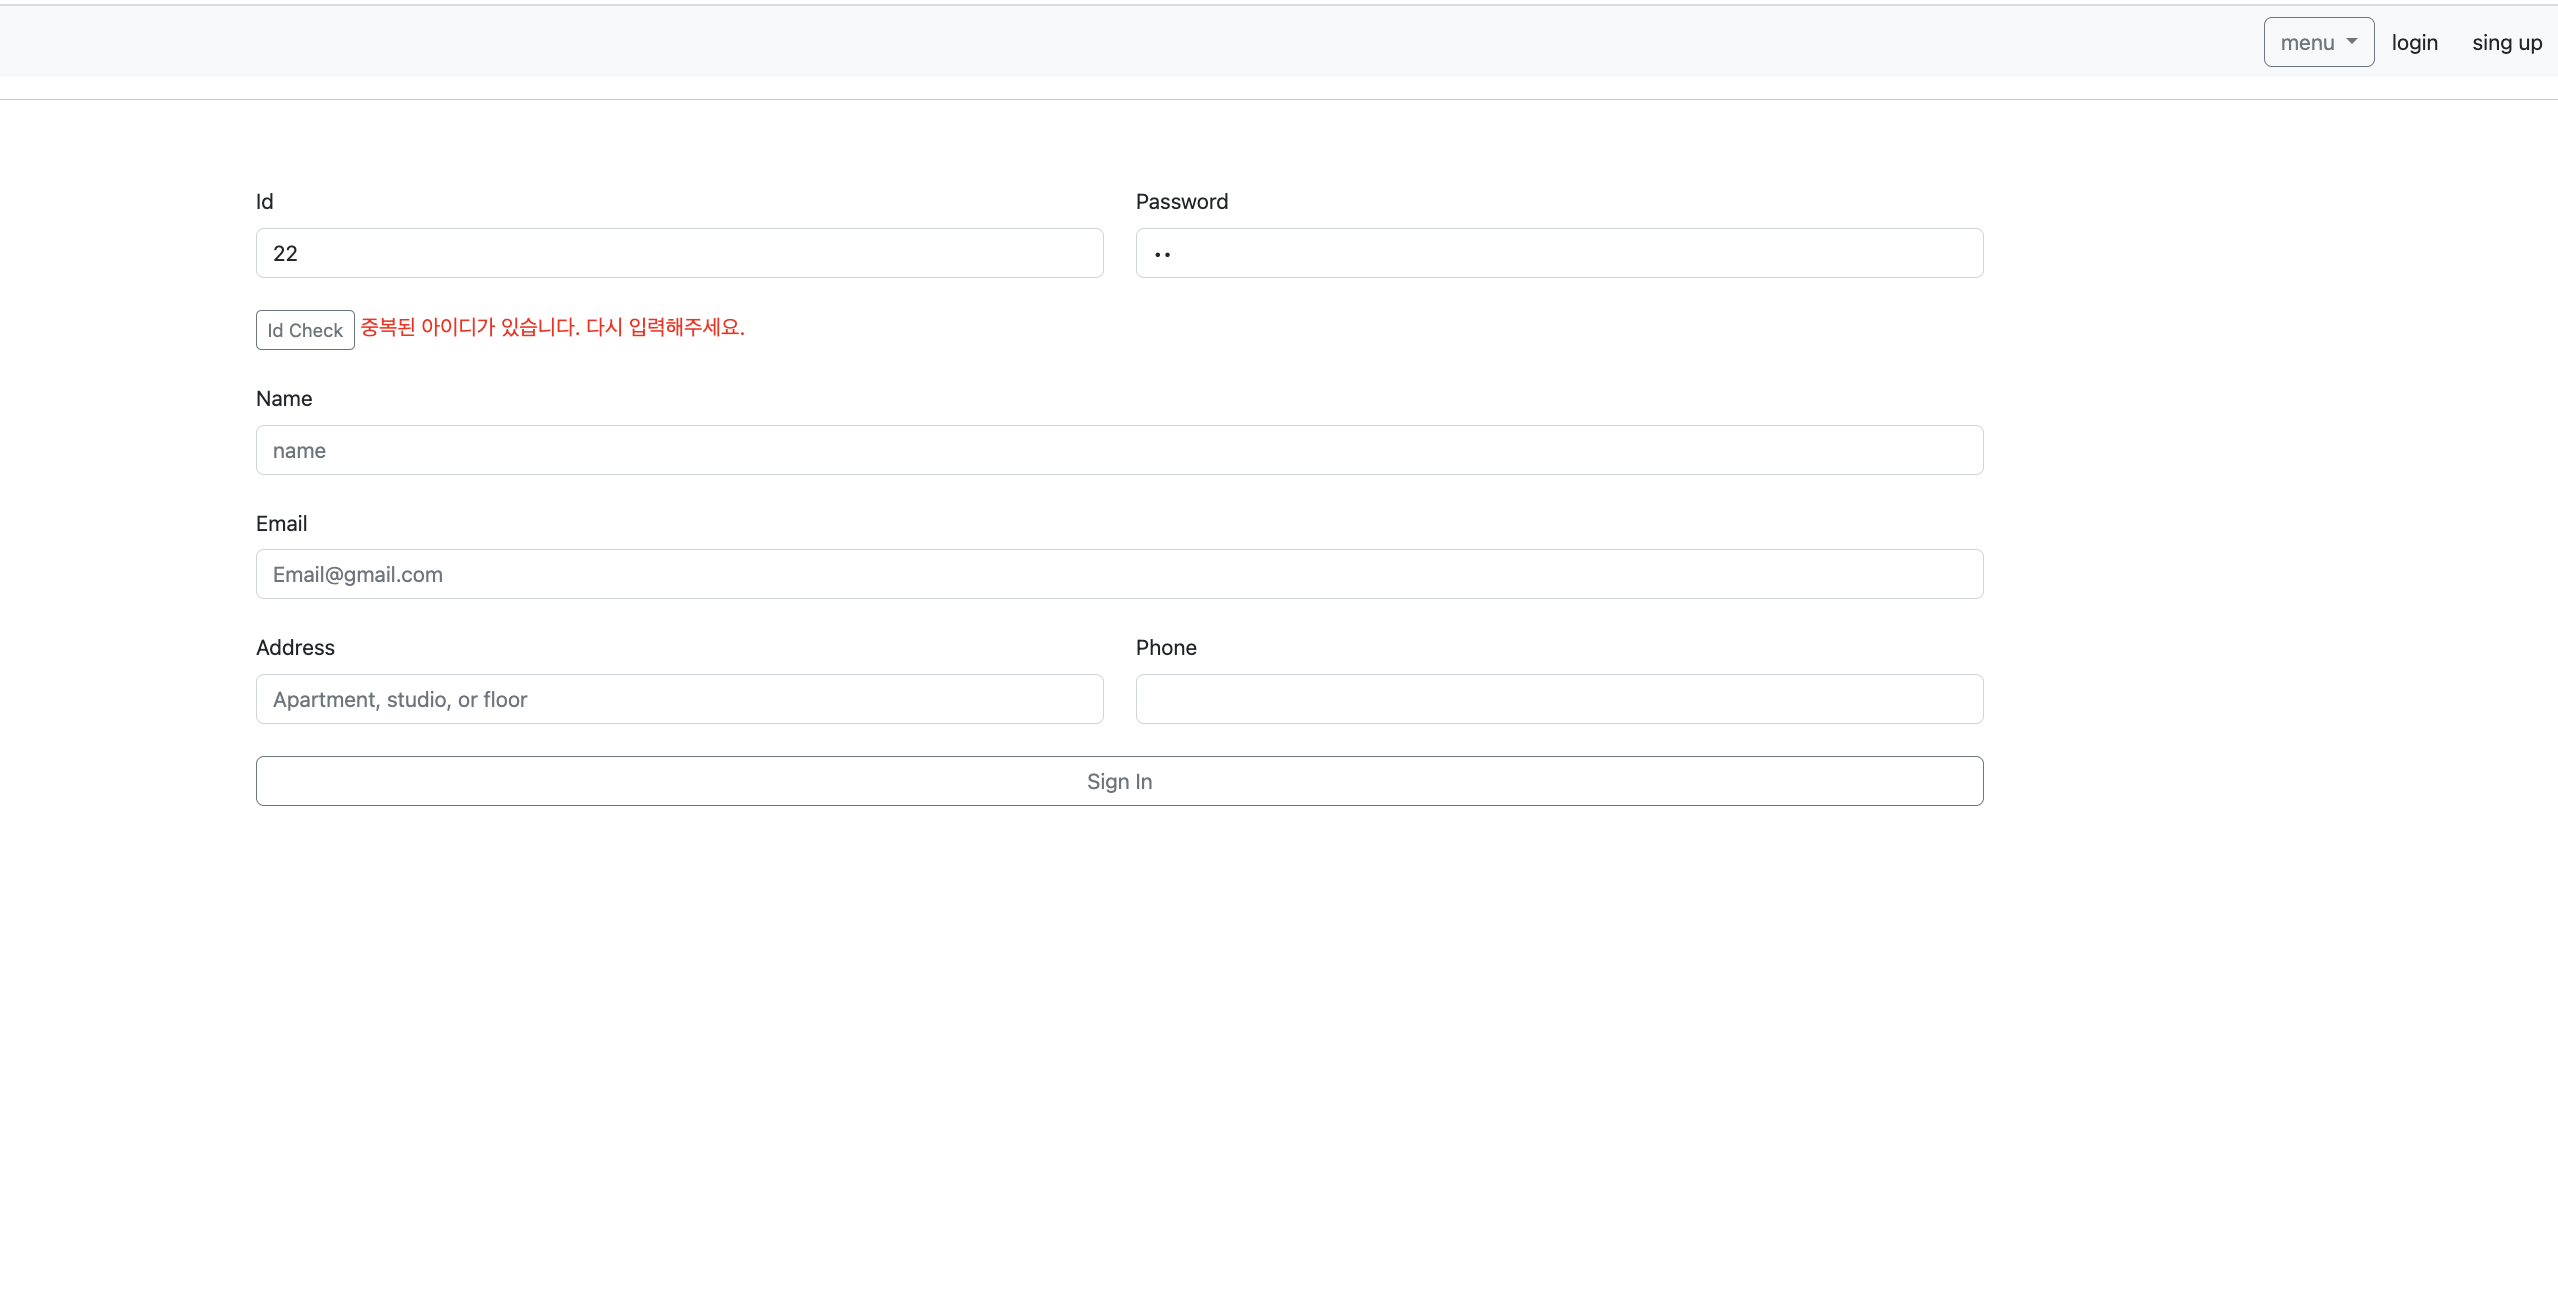 menu login sing up
Id
Password
22
••
Id Check 중복된 아이디가 있습니다. 다시 입력해주세요.
Name
name
Email
Email@gmail.com
Address
Phone
Apartment, studio, or floor
Sign In